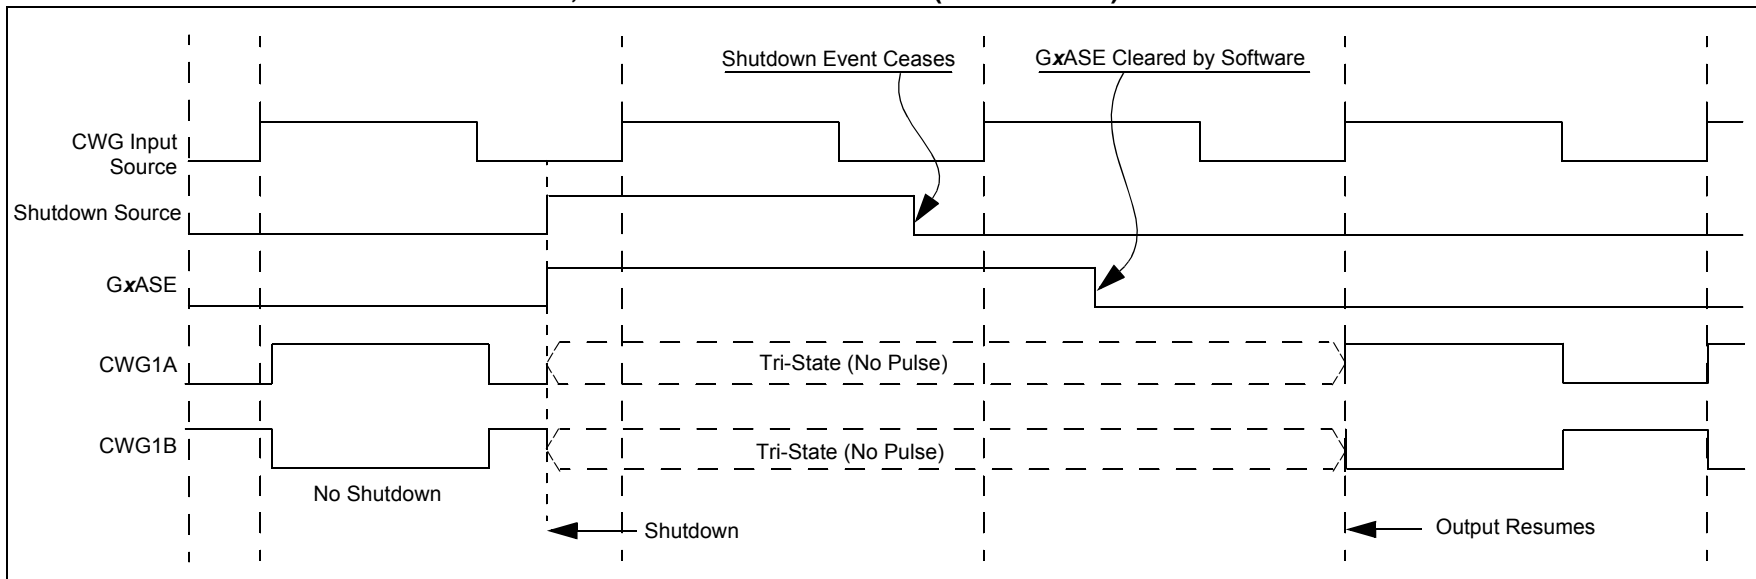 Shutdown Event Ceases
GxASE Cleared by Software
CWG Input
Source
Shutdown Source
GxASE
CWG1A
Tri-State (No Pulse)
CWG1B
Tri-State (No Pulse)
No Shutdown
Shutdown
Output Resumes